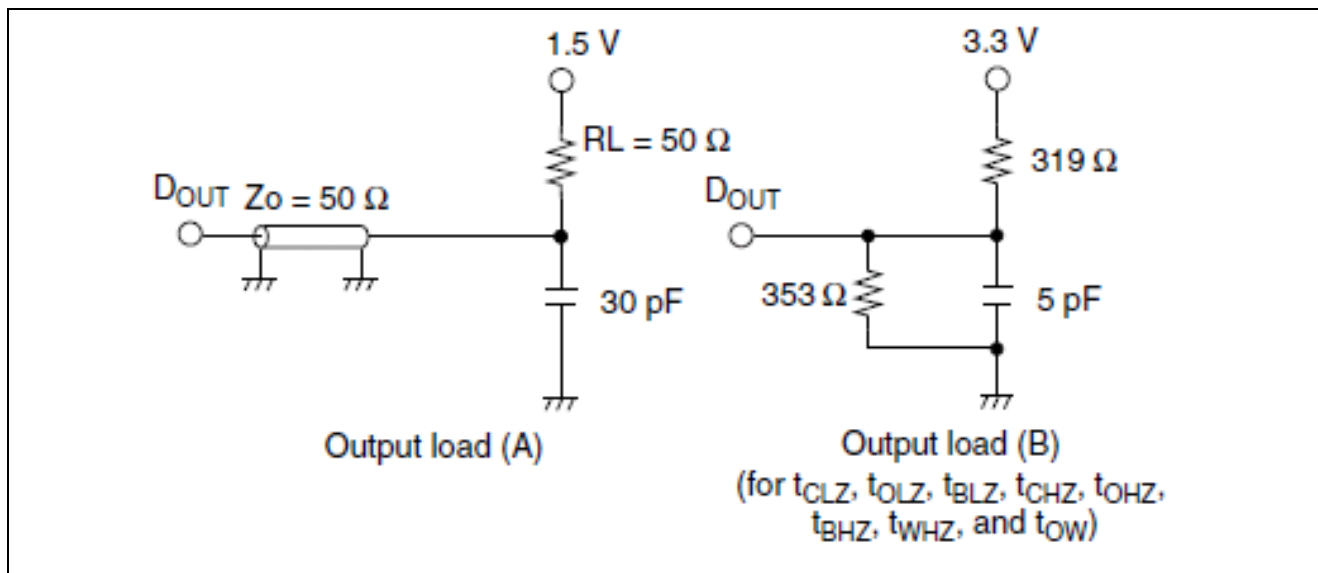 1.5 V
RL = 50 Ω
DOUT Zo = 50 Ω
30 pF
Output load (A)
3.3 V
319 Ω
DOUT
353 Ω
5 pF
Output load (B)
(for tCLZ, tOLZ, tBLZ, tCHZ, tOHZ,
tBHZ, tWHZ, and tOW)